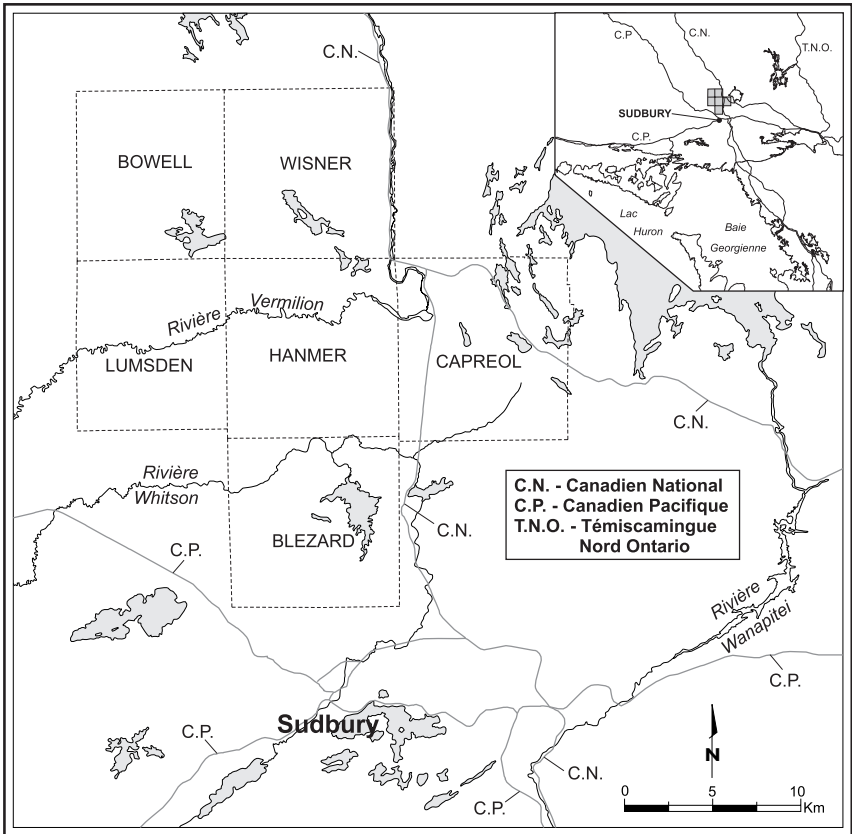 C.N.
C.P
C.N.
T.N.O.
SUDBURY
C.P.
Lac
Huron
Baie
Georgienne
BOWELL
WISNER
Rivière Vermilion
LUMSDEN
HANMER
CAPREOL
C.N.
Rivière
Whitson
C.N. - Canadien National
C.P. - Canadien Pacifique
T.N.O. - Témiscamingue
Nord Ontario
C.N.
BLEZARD
C.P.
Rivière
Wanapitei
C.P.
Sudbury
C.P.
N
C.N.
C.P.
0 5 10
Km